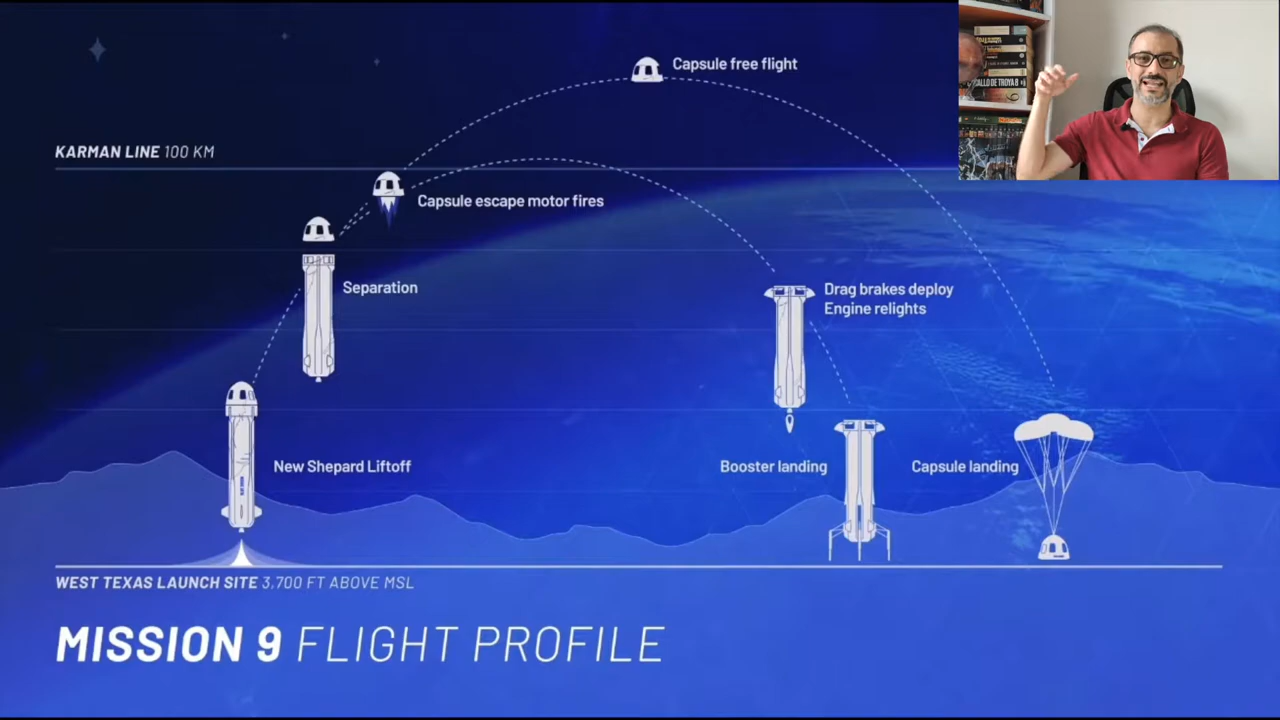 Capsule free flight
KARMAN LINE 100 KM
Capsule escape motor fires
Separation
Drag brakes deploy
Engine relights
New Shepard Liftoff
Booster landing
Capsule landing
WEST TEXAS LAUNCH SITE 3,700 FT ABOVE MSL
MISSION 9 FLIGHT PROFILE